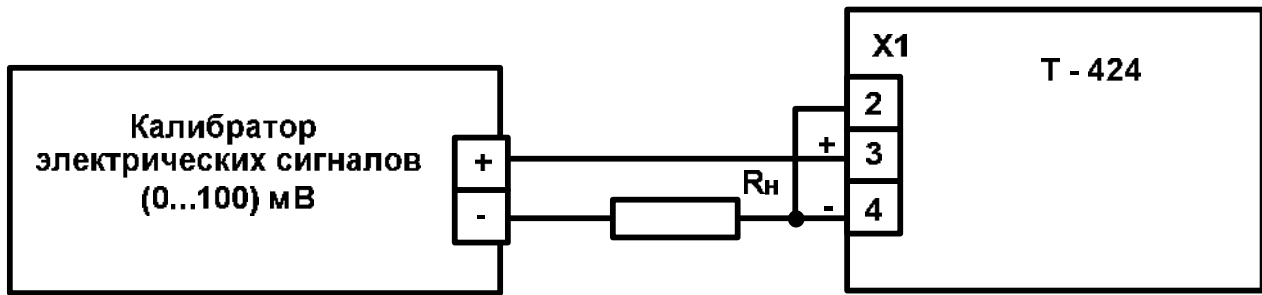 Калибратор
электрических сигналов
(0...100) мВ
+
-
Rн
X1
2
+
3
-
4
Т - 424